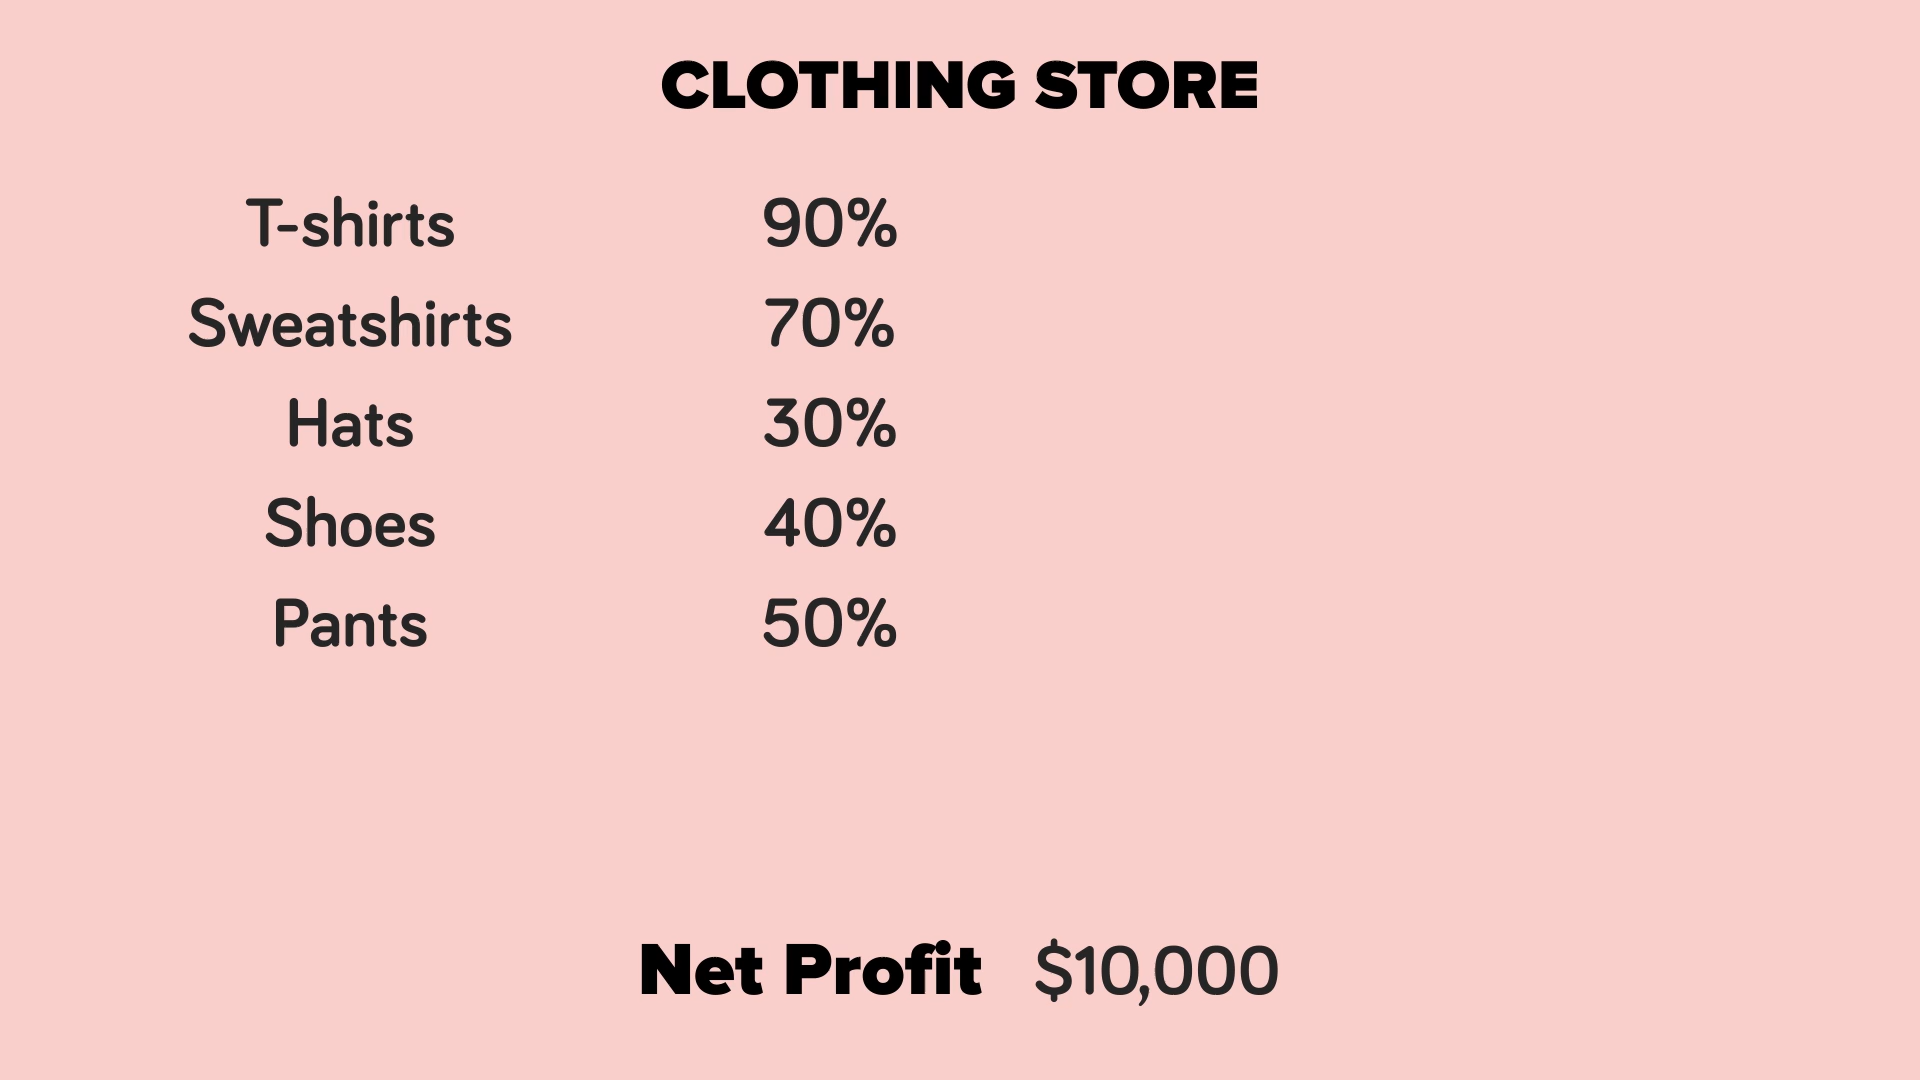 CLOTHING STORE
T-shirts 90%
Sweatshirts 70%
Hats 30%
Shoes 40%
Pants 50%
Net Profit $10,000